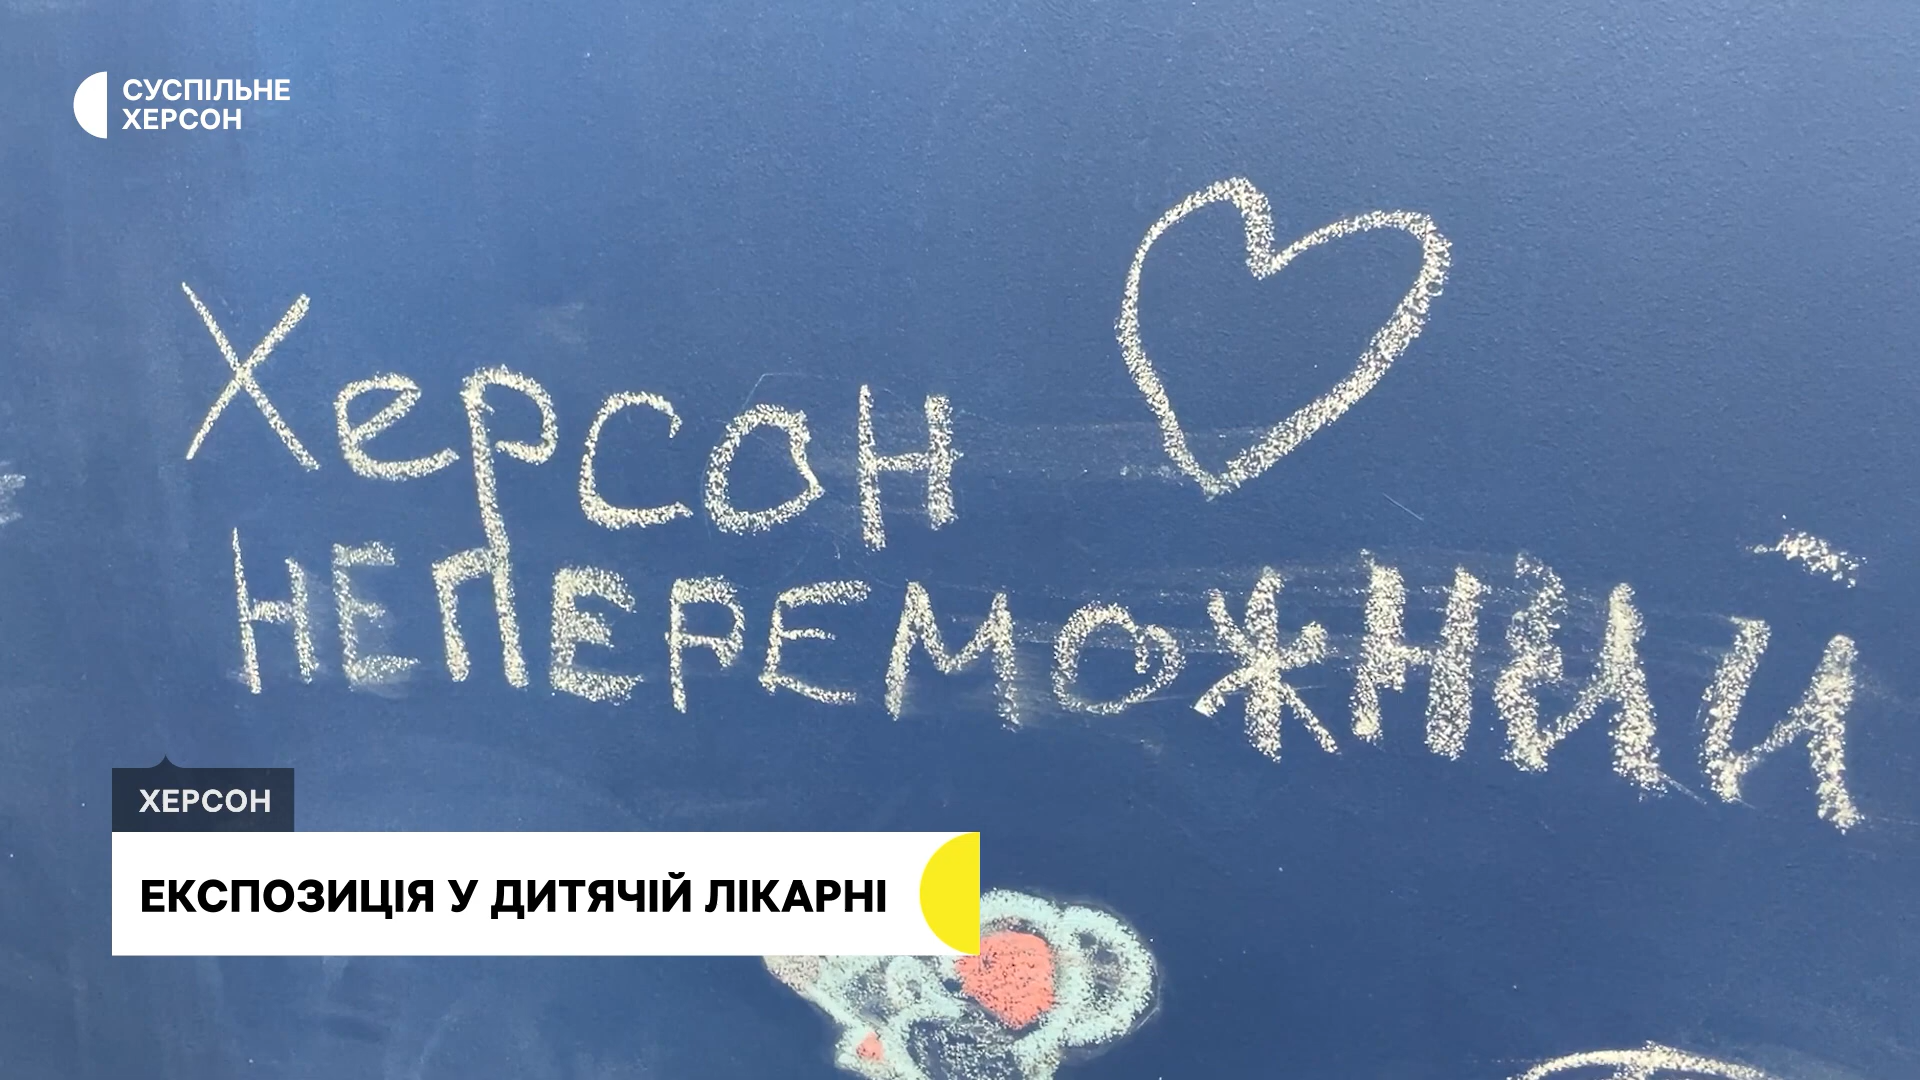 СУСПІЛЬНЕ
ХЕРСОН
Херсон
НЕПЕРЕМОЖНИЙ
ХЕРСОН
ЕКСПОЗИЦІЯ У ДИТЯЧІЙ ЛІКАРНІ